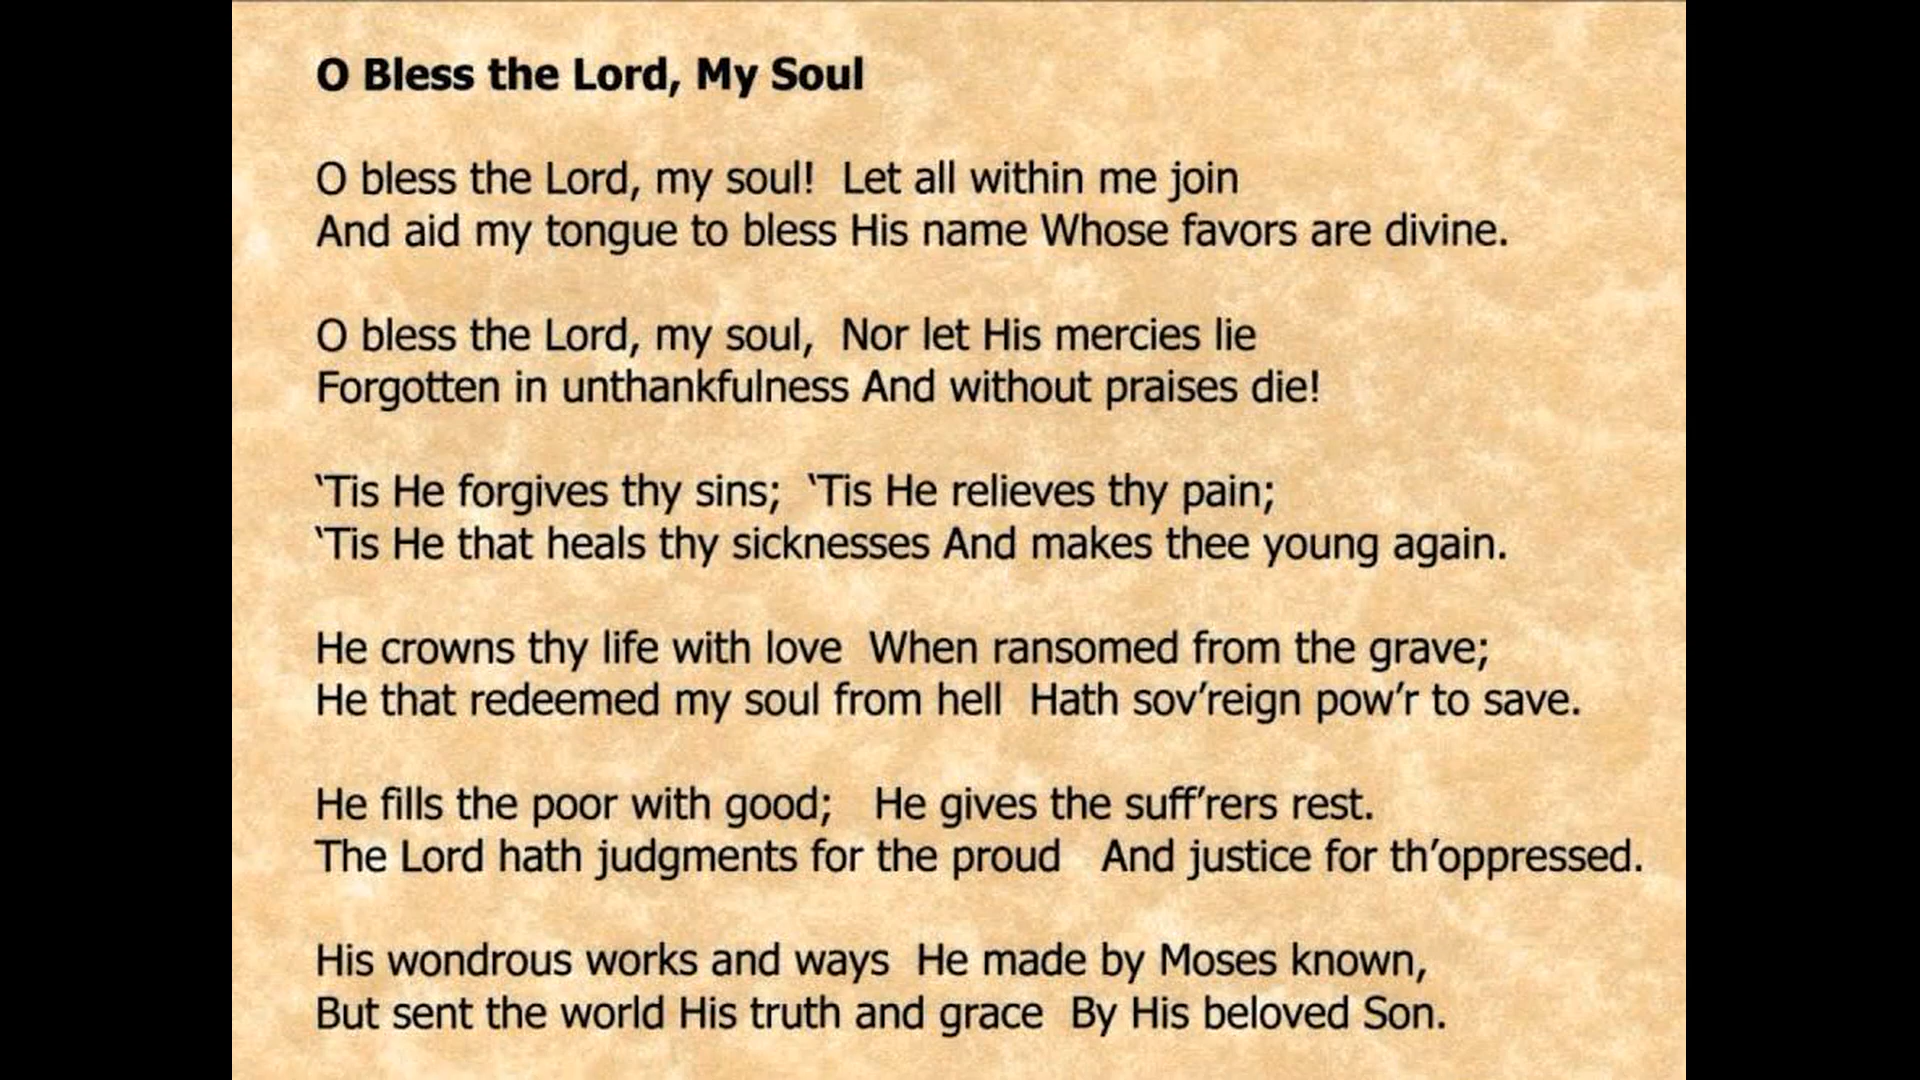 O Bless the Lord, My Soul
O bless the Lord, my soul!  Let all within me join
And aid my tongue to bless His name Whose favors are divine.
O bless the Lord, my soul,  Nor let His mercies lie
Forgotten in unthankfulness And without praises die!
‘Tis He forgives thy sins;  ‘Tis He relieves thy pain;
‘Tis He that heals thy sicknesses And makes thee young again.
He crowns thy life with love  When ransomed from the grave;
He that redeemed my soul from hell  Hath sov’reign pow’r to save.
He fills the poor with good;   He gives the suff’rers rest.
The Lord hath judgments for the proud   And justice for th’oppressed.
His wondrous works and ways  He made by Moses known,
But sent the world His truth and grace  By His beloved Son.